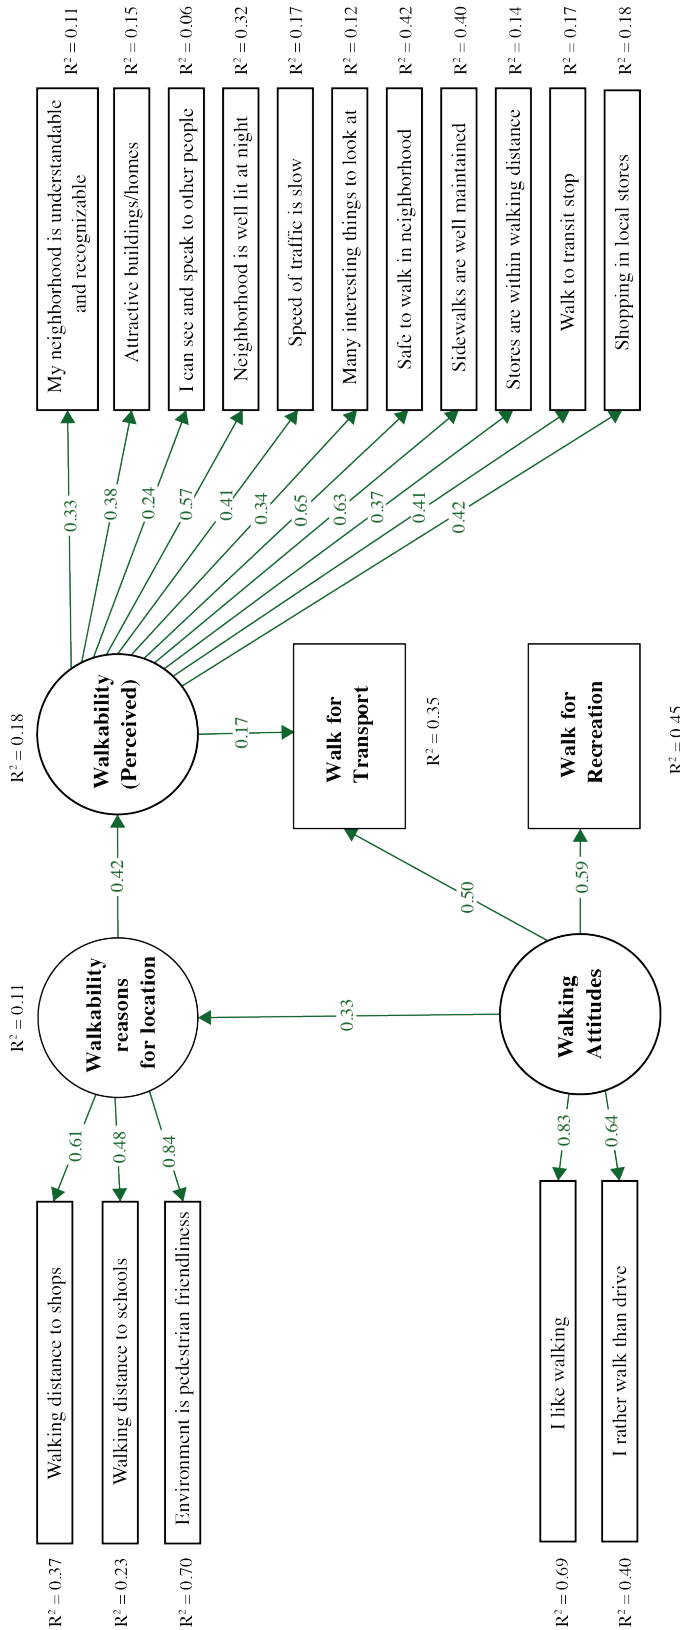 R² = 0.37
Walking distance to shops
0.61
R² = 0.23
Walking distance to schools
0.48
R² = 0.70
Environment is pedestrian friendliness
0.84
R² = 0.11
Walkability
reasons
for location
0.42
R² = 0.18
Walkability
(Perceived)
0.33
My neighborhood is understandable
and recognizable
R² = 0.11
0.38
Attractive buildings/homes
R² = 0.15
0.24
I can see and speak to other people
R² = 0.06
0.57
Neighborhood is well lit at night
R² = 0.32
0.41
Speed of traffic is slow
R² = 0.17
0.34
Many interesting things to look at
R² = 0.12
0.65
Safe to walk in neighborhood
R² = 0.42
0.63
Sidewalks are well maintained
R² = 0.40
0.37
Stores are within walking distance
R² = 0.14
0.41
Walk to transit stop
R² = 0.17
0.42
Shopping in local stores
R² = 0.18
0.17
Walk for
Transport
R² = 0.35
0.33
0.50
R² = 0.69
I like walking
0.83
R² = 0.40
I rather walk than drive
0.64
Walking
Attitudes
0.59
Walk for
Recreation
R² = 0.45